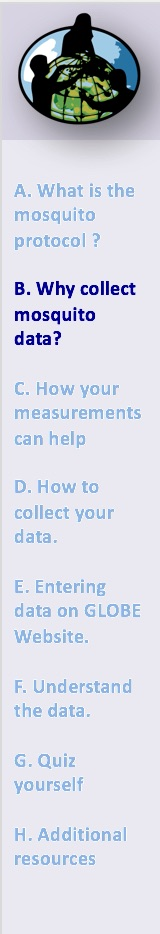 A. What is the
mosquito
protocol ?
B. Why collect
mosquito
data?
C. How your
measurements
can help
D. How to
collect your
data.
E. Entering
data on GLOBE
Website.
F. Understand
the data.
G. Quiz
yourself
H. Additional
resources